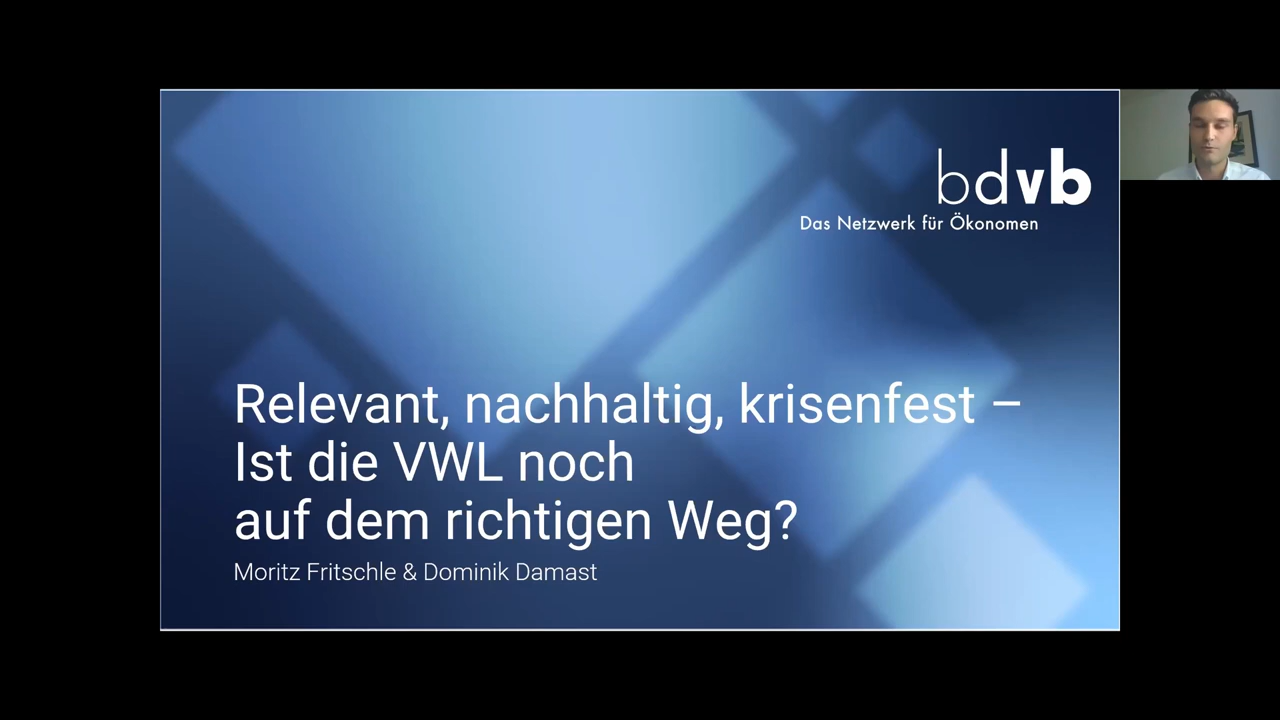 bdvb
Das Netzwerk für Ökonomen
Relevant, nachhaltig, krisenfest –
Ist die VWL noch
auf dem richtigen Weg?
Moritz Fritschle & Dominik Damast